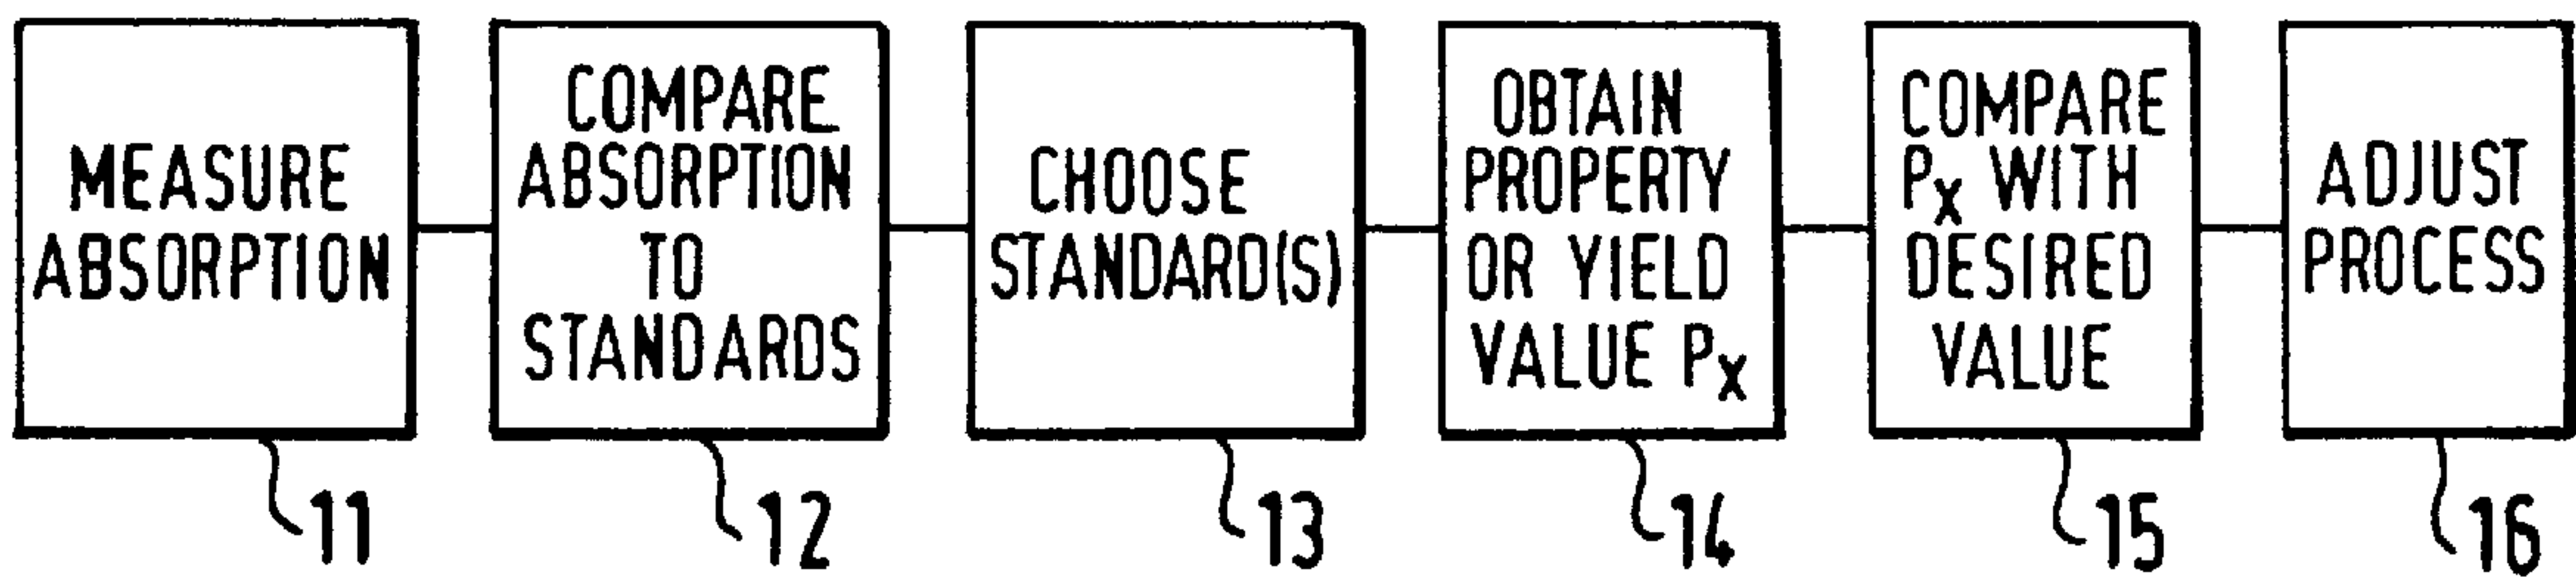 MEASURE
ABSORPTION
COMPARE
ABSORPTION
TO
STANDARDS
CHOOSE
STANDARD(S)
OBTAIN
PROPERTY
OR YIELD
VALUE Px
COMPARE
Px WITH
DESIRED
VALUE
ADJUST
PROCESS
11
12
13
14
15
16